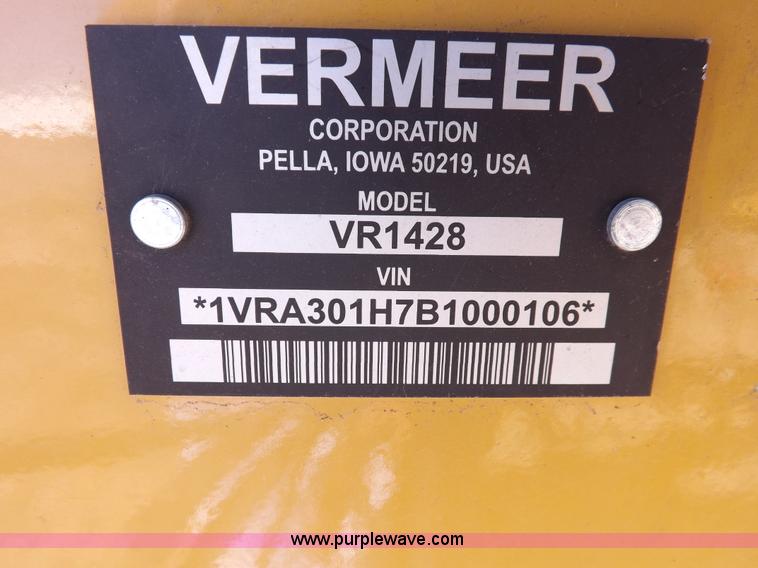 VERMEER
CORPORATION
PELLA, IOWA 50219, USA
MODEL
VR1428
VIN
*1VRA301H7B1000106*
www.purplewave.com